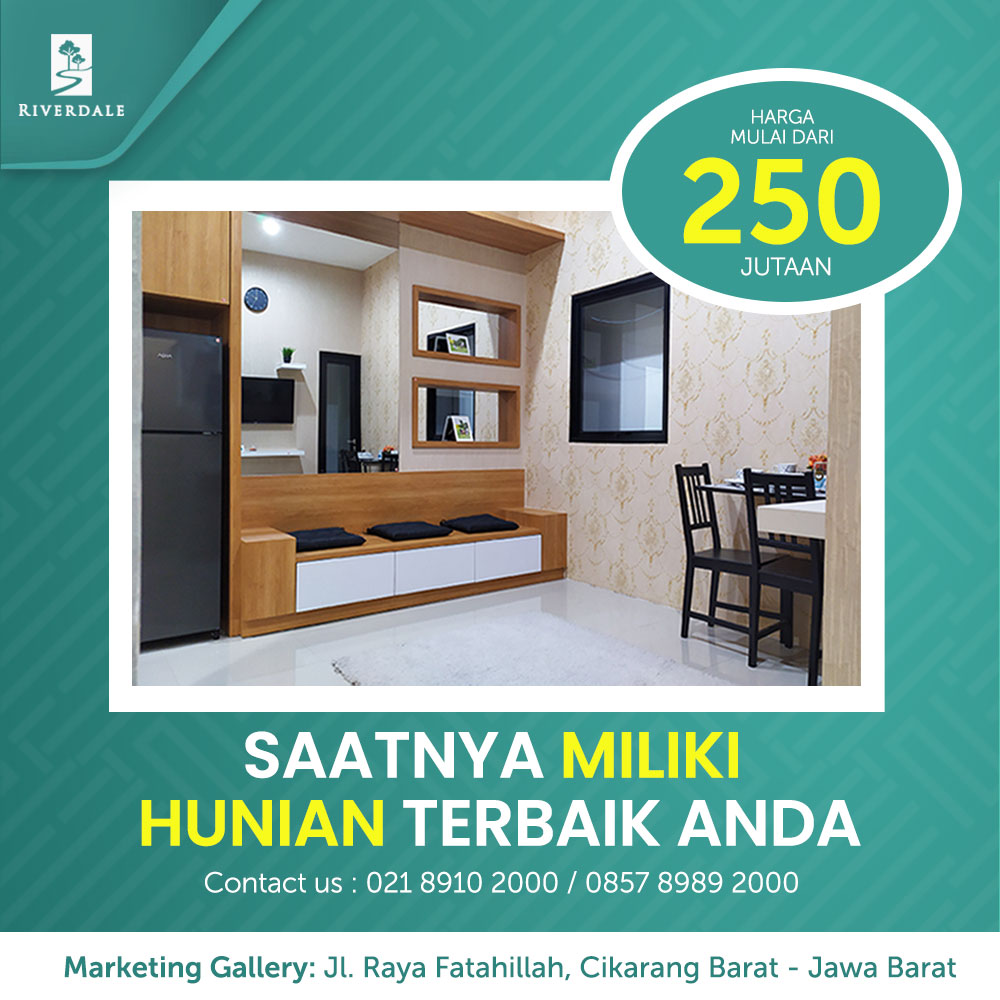 RIVERDALE
HARGA
MULAI DARI
250
JUTAAN
SAATNYA MILIKI
HUNIAN TERBAIK ANDA
Contact us : 021 8910 2000 / 0857 8989 2000
Marketing Gallery: Jl. Raya Fatahillah, Cikarang Barat - Jawa Barat